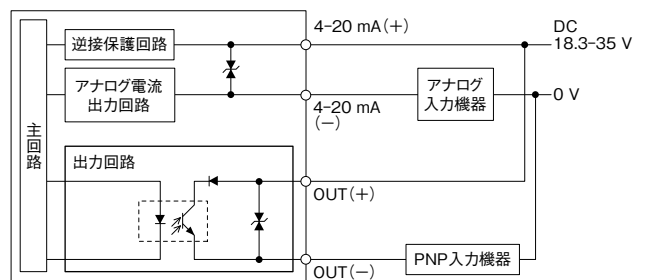 4-20 mA(+)
DC
18.3-35 V
逆接保護回路
アナログ電流
出力回路
アナログ
入力機器
0 V
4-20 mA
(-)
主回路
出力回路
OUT(+)
PNP入力機器
OUT(-)